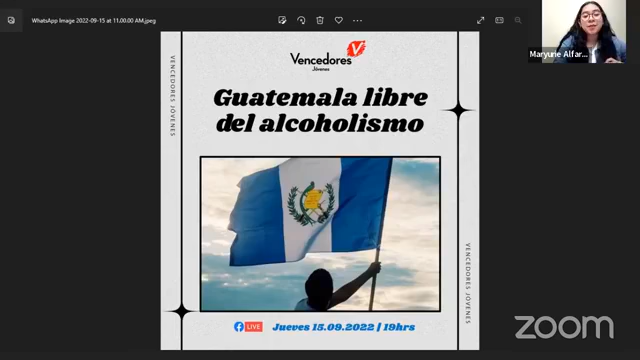 WhatsApp Image 2022-09-15 at 11.00.00 AM.jpeg
Maryurie Alfar...
Vencedores
V
Jóvenes
VENCEDORES JÓVENES
Guatemala libre
del alcoholismo
VENCEDORES JÓVENES
LIVE Jueves 15.09.2022 | 19hrs
zoom